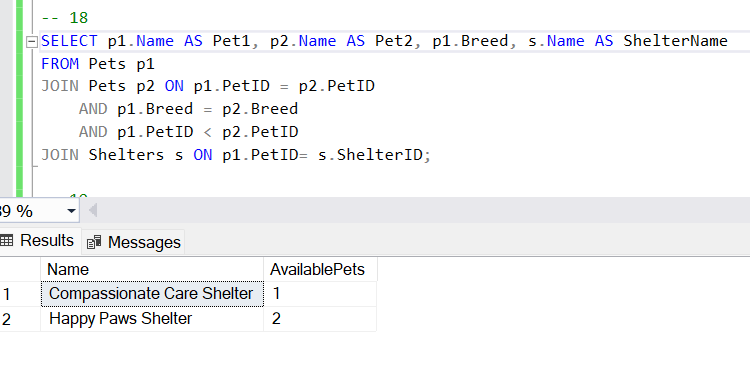 -- 18
SELECT p1.Name AS Pet1, p2.Name AS Pet2, p1.Breed, s.Name AS ShelterName
FROM Pets p1
JOIN Pets p2 ON p1.PetID = p2.PetID
AND p1.Breed = p2.Breed
AND p1.PetID < p2.PetID
JOIN Shelters s ON p1.PetID= s.ShelterID;
39 %
Results Messages
Name AvailablePets
1 Compassionate Care Shelter 1
2 Happy Paws Shelter 2